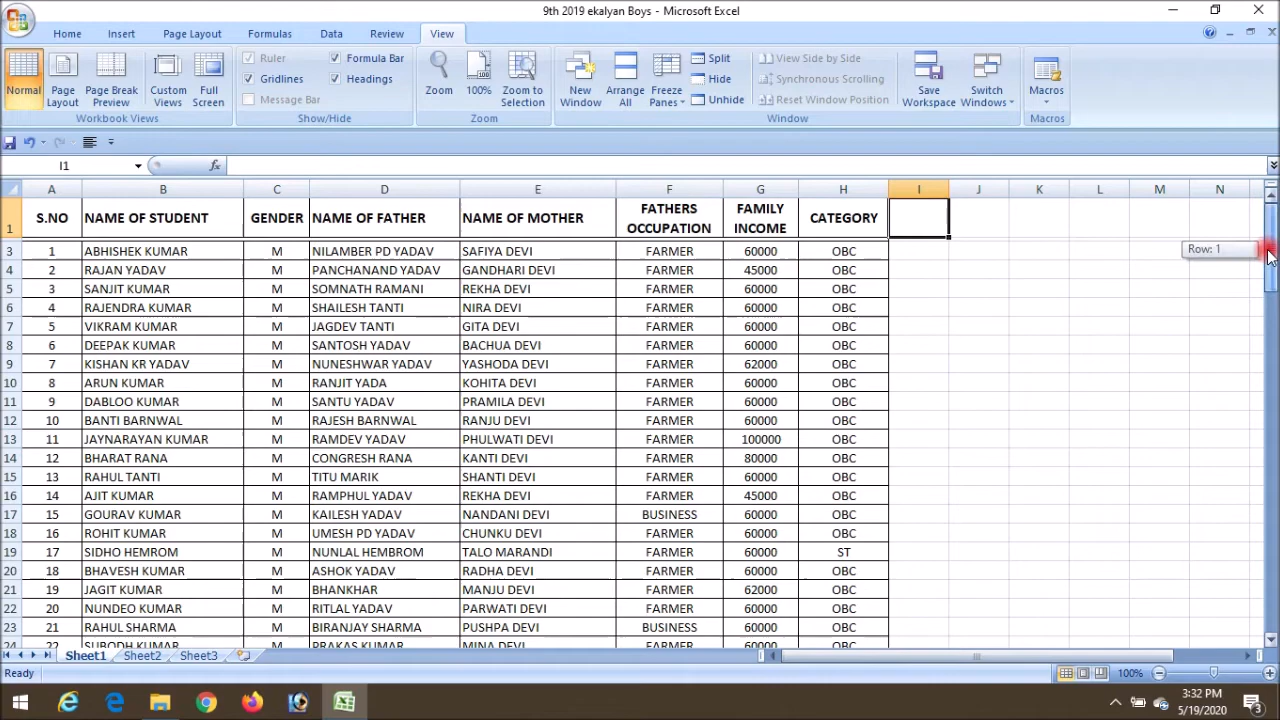 9th 2019 ekalyan Boys - Microsoft Excel
Home Insert Page Layout Formulas Data Review View
Normal Page Layout Page Break Preview Custom Views Full Screen
Workbook Views
Ruler Formula Bar
Gridlines Headings
Message Bar
Show/Hide
Zoom 100% Zoom to Selection
Zoom
New Window Arrange All Freeze Panes
Split View Side by Side
Hide Synchronous Scrolling
Unhide Reset Window Position
Save Workspace Switch Windows
Window
Macros
Macros
I1 fx
A B C D E F G H I J K L M N
1 S.NO NAME OF STUDENT GENDER NAME OF FATHER NAME OF MOTHER FATHERS OCCUPATION FAMILY INCOME CATEGORY
Row: 1
3 1 ABHISHEK KUMAR M NILAMBER PD YADAV SAFIYA DEVI FARMER 60000 OBC
4 2 RAJAN YADAV M PANCHANAND YADAV GANDHARI DEVI FARMER 45000 OBC
5 3 SANJIT KUMAR M SOMNATH RAMANI REKHA DEVI FARMER 60000 OBC
6 4 RAJENDRA KUMAR M SHAILESH TANTI NIRA DEVI FARMER 60000 OBC
7 5 VIKRAM KUMAR M JAGDEV TANTI GITA DEVI FARMER 60000 OBC
8 6 DEEPAK KUMAR M SANTOSH YADAV BACHUA DEVI FARMER 60000 OBC
9 7 KISHAN KR YADAV M NUNESHWAR YADAV YASHODA DEVI FARMER 62000 OBC
10 8 ARUN KUMAR M RANJIT YADA KOHITA DEVI FARMER 60000 OBC
11 9 DABLOO KUMAR M SANTU YADAV PRAMILA DEVI FARMER 60000 OBC
12 10 BANTI BARNWAL M RAJESH BARNWAL RANJU DEVI FARMER 60000 OBC
13 11 JAYNARAYAN KUMAR M RAMDEV YADAV PHULWATI DEVI FARMER 100000 OBC
14 12 BHARAT RANA M CONGRESH RANA KANTI DEVI FARMER 80000 OBC
15 13 RAHUL TANTI M TITU MARIK SHANTI DEVI FARMER 60000 OBC
16 14 AJIT KUMAR M RAMPHUL YADAV REKHA DEVI FARMER 45000 OBC
17 15 GOURAV KUMAR M KAILESH YADAV NANDANI DEVI BUSINESS 60000 OBC
18 16 ROHIT KUMAR M UMESH PD YADAV CHUNKU DEVI FARMER 60000 OBC
19 17 SIDHO HEMROM M NUNLAL HEMBROM TALO MARANDI FARMER 60000 ST
20 18 BHAVESH KUMAR M ASHOK YADAV RADHA DEVI FARMER 60000 OBC
21 19 JAGIT KUMAR M BHANKHAR MANJU DEVI FARMER 62000 OBC
22 20 NUNDEO KUMAR M RITLAL YADAV PARWATI DEVI FARMER 60000 OBC
23 21 RAHUL SHARMA M BIRANJAY SHARMA PUSHPA DEVI BUSINESS 60000 OBC
24 22 SUBODH KUMAR M PRAKAS KUMAR MINA DEVI FARMER 60000 OBC
Sheet1 Sheet2 Sheet3
Ready 100%
3:32 PM
5/19/2020
3